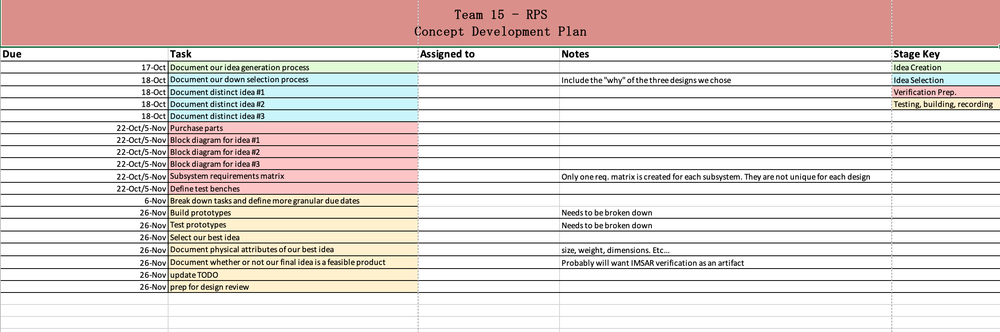 Team 15 - RPS
Concept Development Plan
Due Task Assigned to Notes Stage Key
17-Oct Document our idea generation process Idea Creation
18-Oct Document our down selection process Include the "why" of the three designs we chose Idea Selection
18-Oct Document distinct idea #1 Verification Prep.
18-Oct Document distinct idea #2 Testing, building, recording
18-Oct Document distinct idea #3
22-Oct/5-Nov Purchase parts
22-Oct/5-Nov Block diagram for idea #1
22-Oct/5-Nov Block diagram for idea #2
22-Oct/5-Nov Block diagram for idea #3
22-Oct/5-Nov Subsystem requirements matrix Only one req. matrix is created for each subsystem. They are not unique for each design
22-Oct/5-Nov Define test benches
6-Nov Break down tasks and define more granular due dates
26-Nov Build prototypes Needs to be broken down
26-Nov Test prototypes Needs to be broken down
26-Nov Select our best idea
26-Nov Document physical attributes of our best idea size, weight, dimensions. Etc...
26-Nov Document whether or not our final idea is a feasible product Probably will want IMSAR verification as an artifact
26-Nov update TODO
26-Nov prep for design review